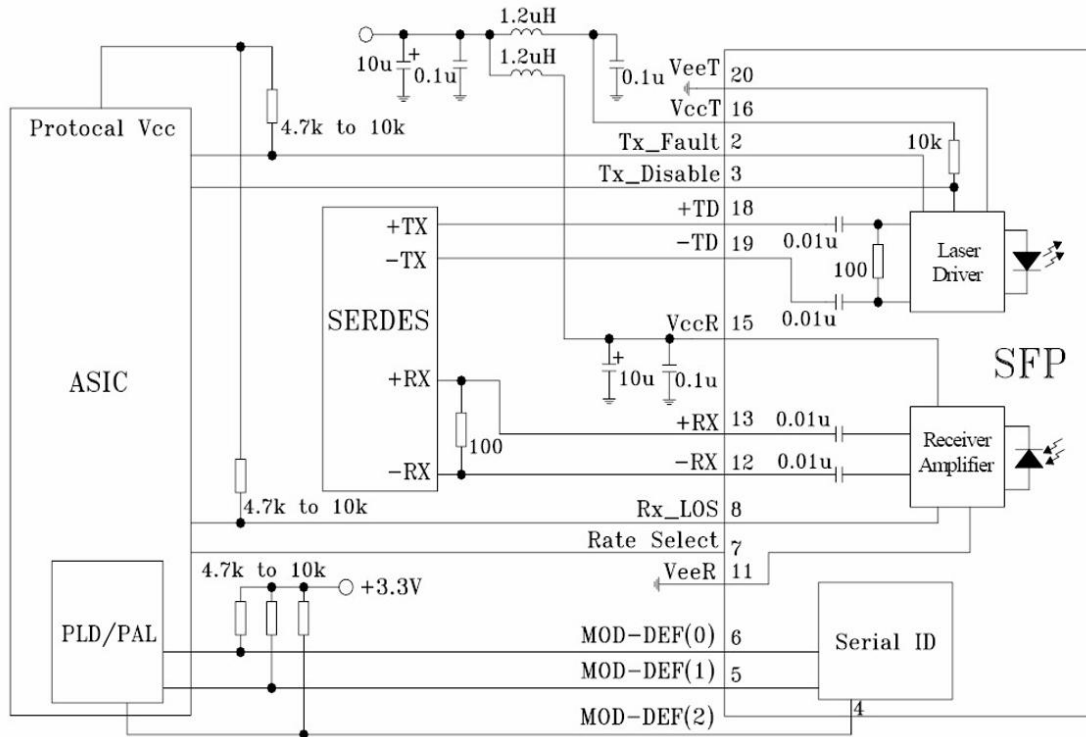 1.2uH
1.2uH
10u
+
0.1u
0.1u
VeeT
20
VccT
16
Protocal Vcc
4.7k to 10k
Tx_Fault
2
10k
Tx_Disable
3
+TD
18
+TX
-TD
19
0.01u
-TX
100
Laser
Driver
SERDES
VccR
15
0.01u
SFP
+
10u
0.1u
ASIC
+RX
+RX
13
0.01u
100
Receiver
Amplifier
-RX
-RX
12
0.01u
4.7k to 10k
Rx_LOS
8
Rate Select
7
4.7k to 10k
VeeR
11
+3.3V
PLD/PAL
MOD-DEF(0)
6
Serial ID
MOD-DEF(1)
5
MOD-DEF(2)
4